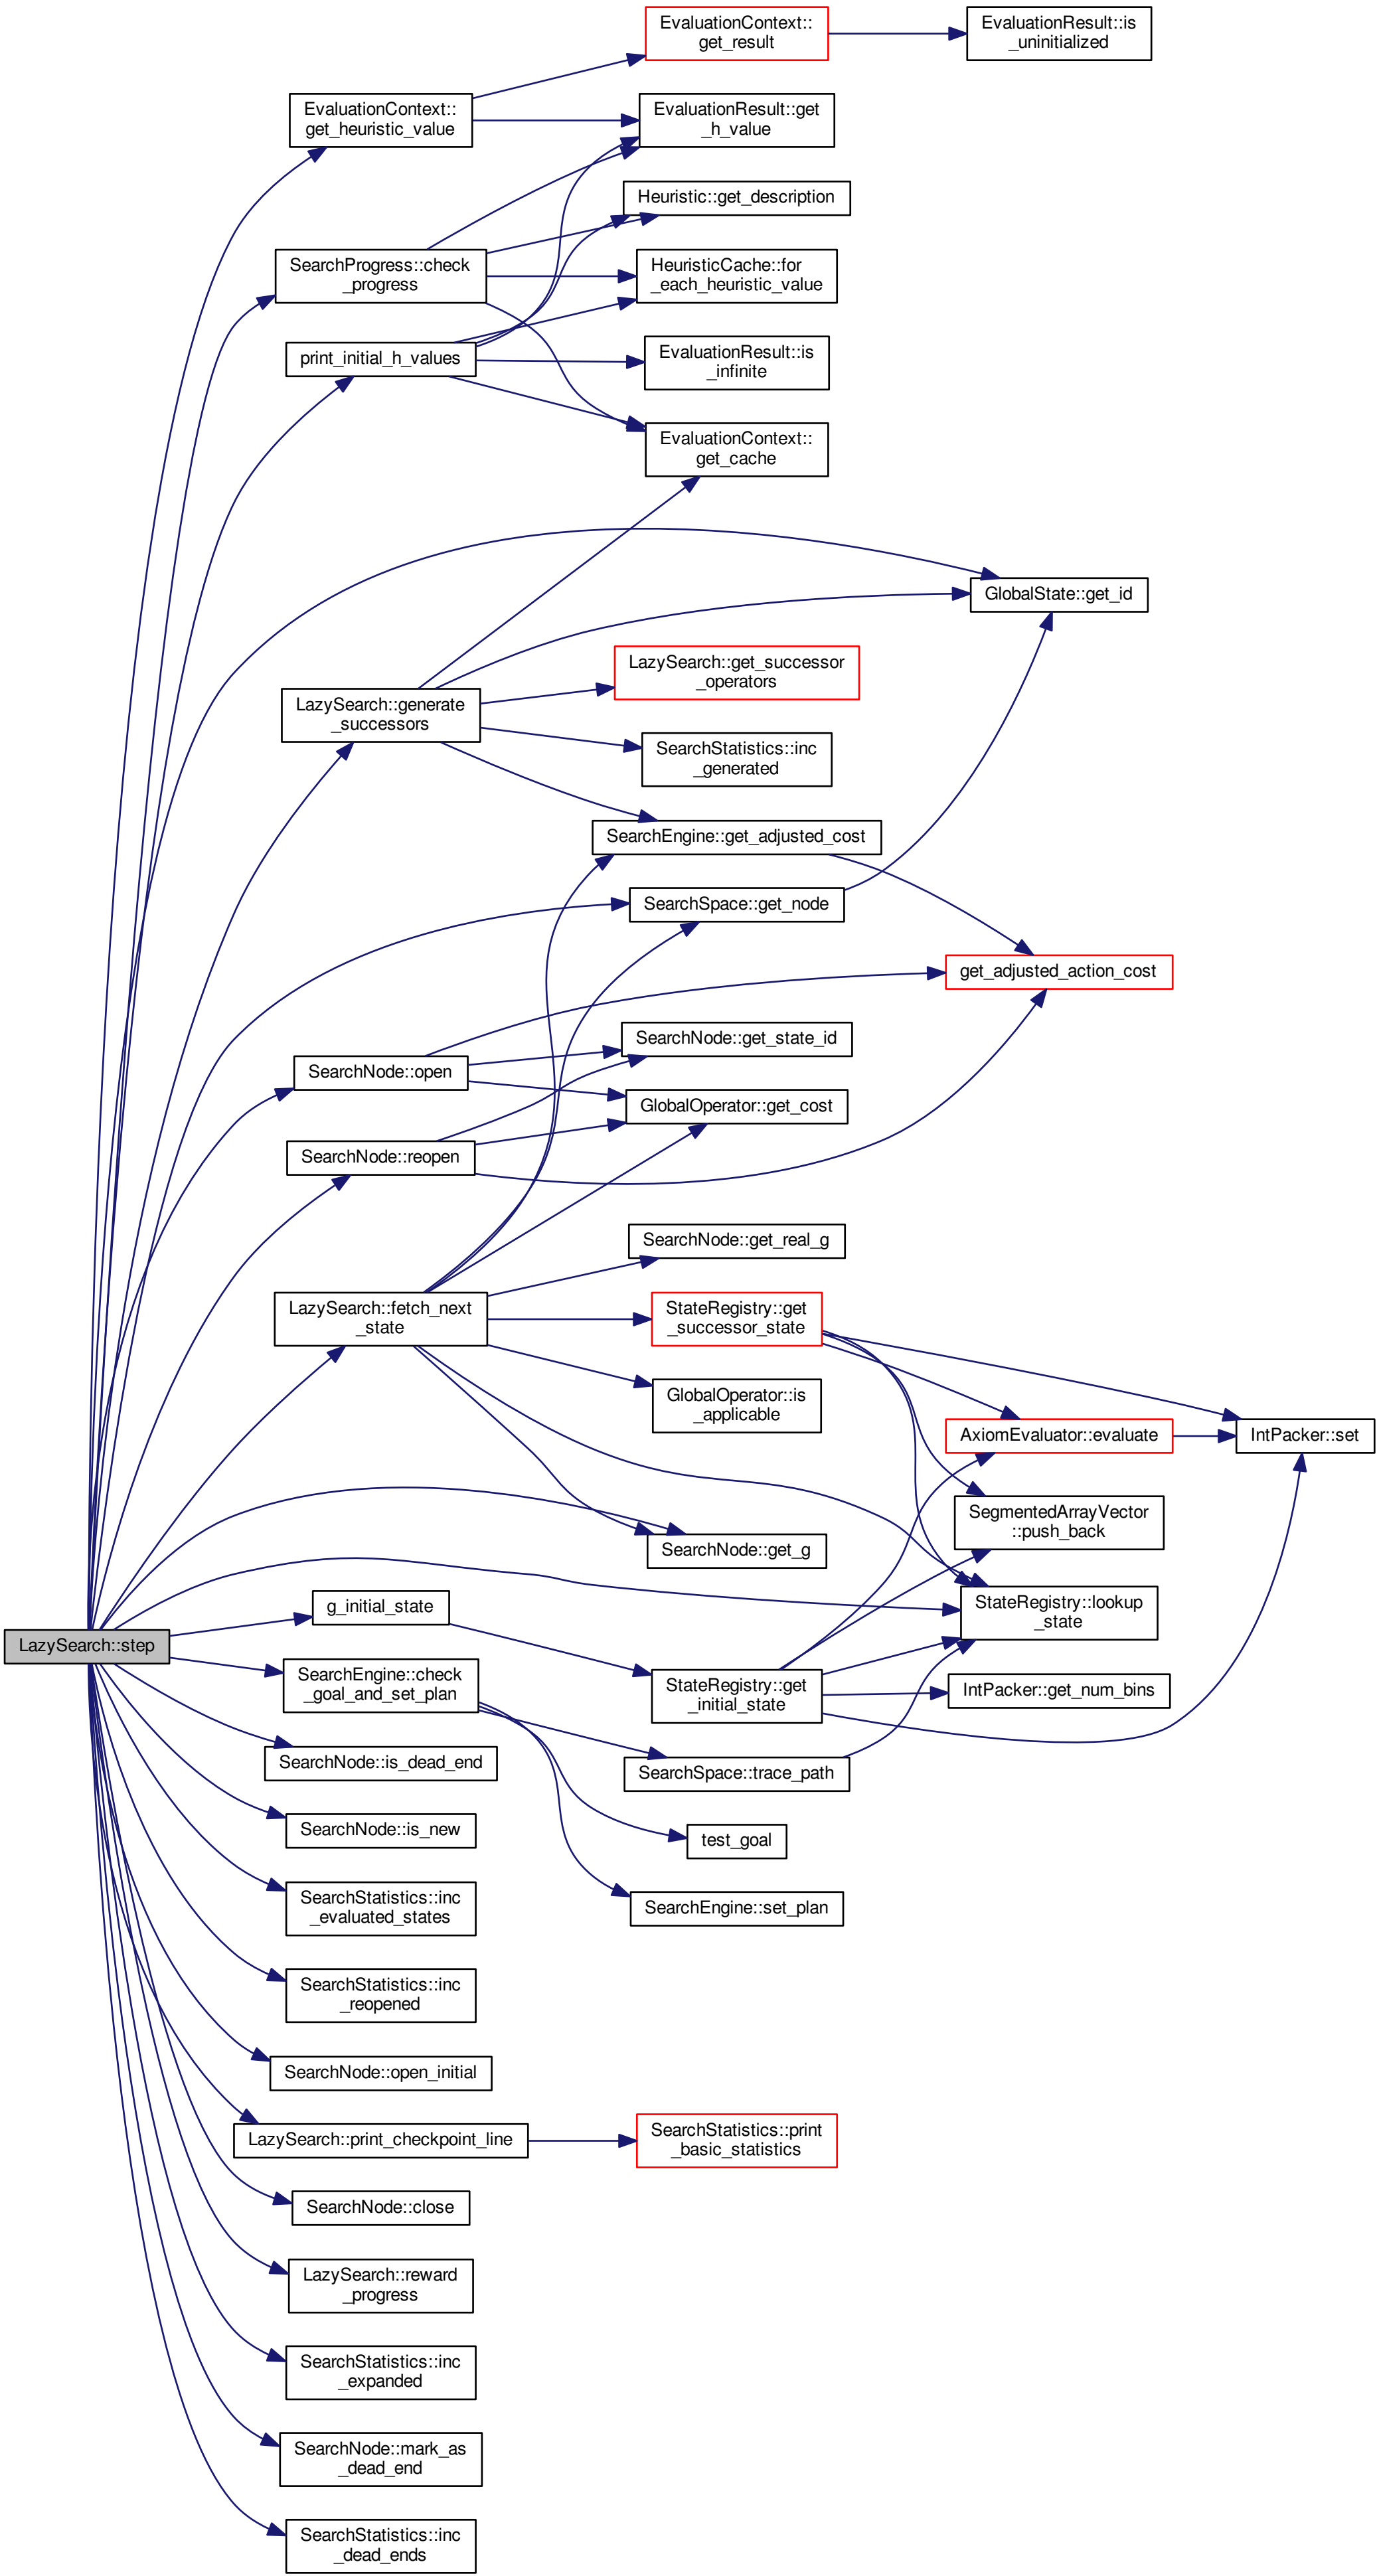 EvaluationContext::
get_result
EvaluationResult::is
_uninitialized
EvaluationContext::
get_heuristic_value
EvaluationResult::get
_h_value
Heuristic::get_description
SearchProgress::check
_progress
HeuristicCache::for
_each_heuristic_value
print_initial_h_values
EvaluationResult::is
_infinite
EvaluationContext::
get_cache
GlobalState::get_id
LazySearch::get_successor
_operators
LazySearch::generate
_successors
SearchStatistics::inc
_generated
SearchEngine::get_adjusted_cost
SearchSpace::get_node
get_adjusted_action_cost
SearchNode::get_state_id
SearchNode::open
GlobalOperator::get_cost
SearchNode::reopen
SearchNode::get_real_g
LazySearch::fetch_next
_state
StateRegistry::get
_successor_state
GlobalOperator::is
_applicable
AxiomEvaluator::evaluate
IntPacker::set
SegmentedArrayVector
::push_back
SearchNode::get_g
g_initial_state
StateRegistry::lookup
_state
LazySearch::step
SearchEngine::check
_goal_and_set_plan
StateRegistry::get
_initial_state
IntPacker::get_num_bins
SearchNode::is_dead_end
SearchSpace::trace_path
SearchNode::is_new
test_goal
SearchStatistics::inc
_evaluated_states
SearchEngine::set_plan
SearchStatistics::inc
_reopened
SearchNode::open_initial
LazySearch::print_checkpoint_line
SearchStatistics::print
_basic_statistics
SearchNode::close
LazySearch::reward
_progress
SearchStatistics::inc
_expanded
SearchNode::mark_as
_dead_end
SearchStatistics::inc
_dead_ends